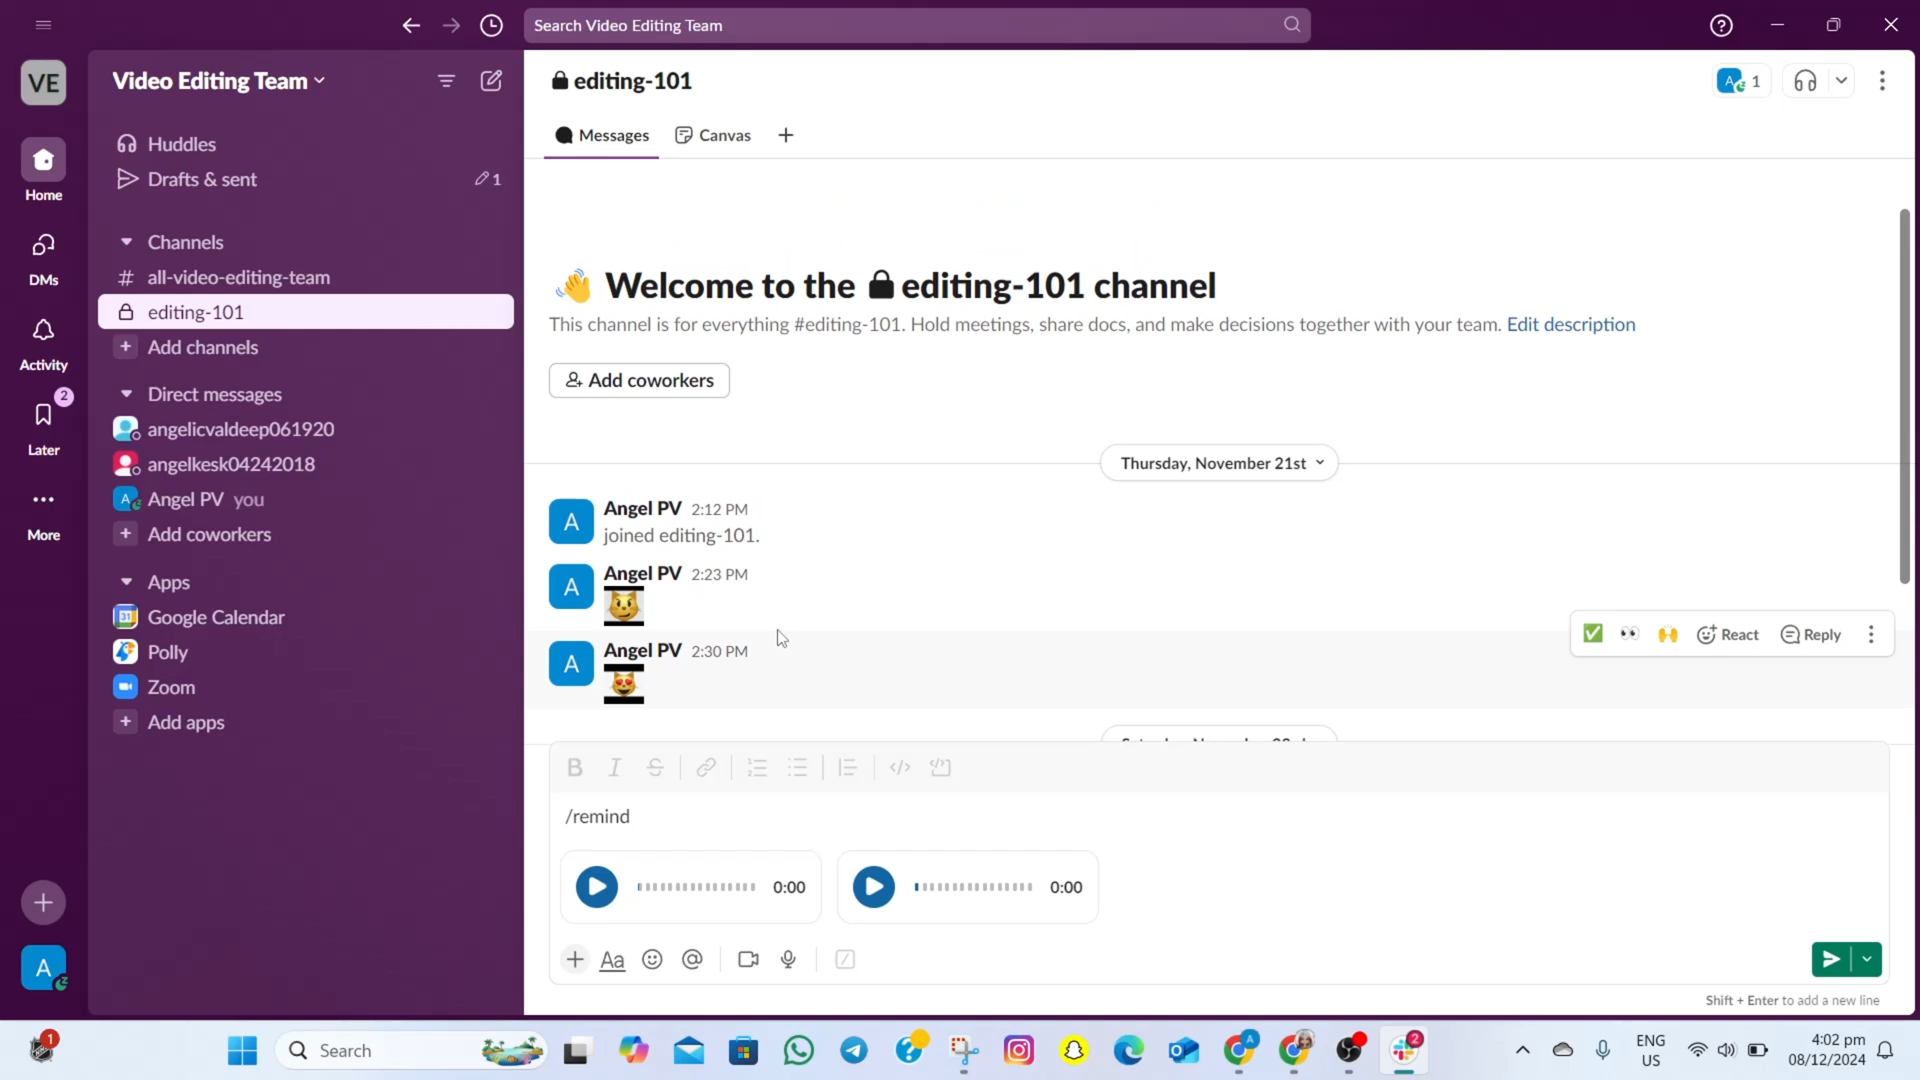 Search Video Editing Team
VE
Home
DMs
Activity
2
Later
More
A
Video Editing Team
Huddles
Drafts & sent
1
Channels
# all-video-editing-team
editing-101
Add channels
Direct messages
angelicvaldeep061920
angelkesk04242018
A Angel PV you
Add coworkers
Apps
31 Google Calendar
Polly
Zoom
Add apps
editing-101
A 1
Messages
Canvas
Welcome to the editing-101 channel
This channel is for everything #editing-101. Hold meetings, share docs, and make decisions together with your team. Edit description
Add coworkers
Thursday, November 21st
A
Angel PV 2:12 PM
joined editing-101.
A
Angel PV 2:23 PM
A
Angel PV 2:30 PM
React
Reply
B I S
/remind
0:00
0:00
Aa
Shift + Enter to add a new line
1
Search
A
2
ENG
US
4:02 pm
08/12/2024